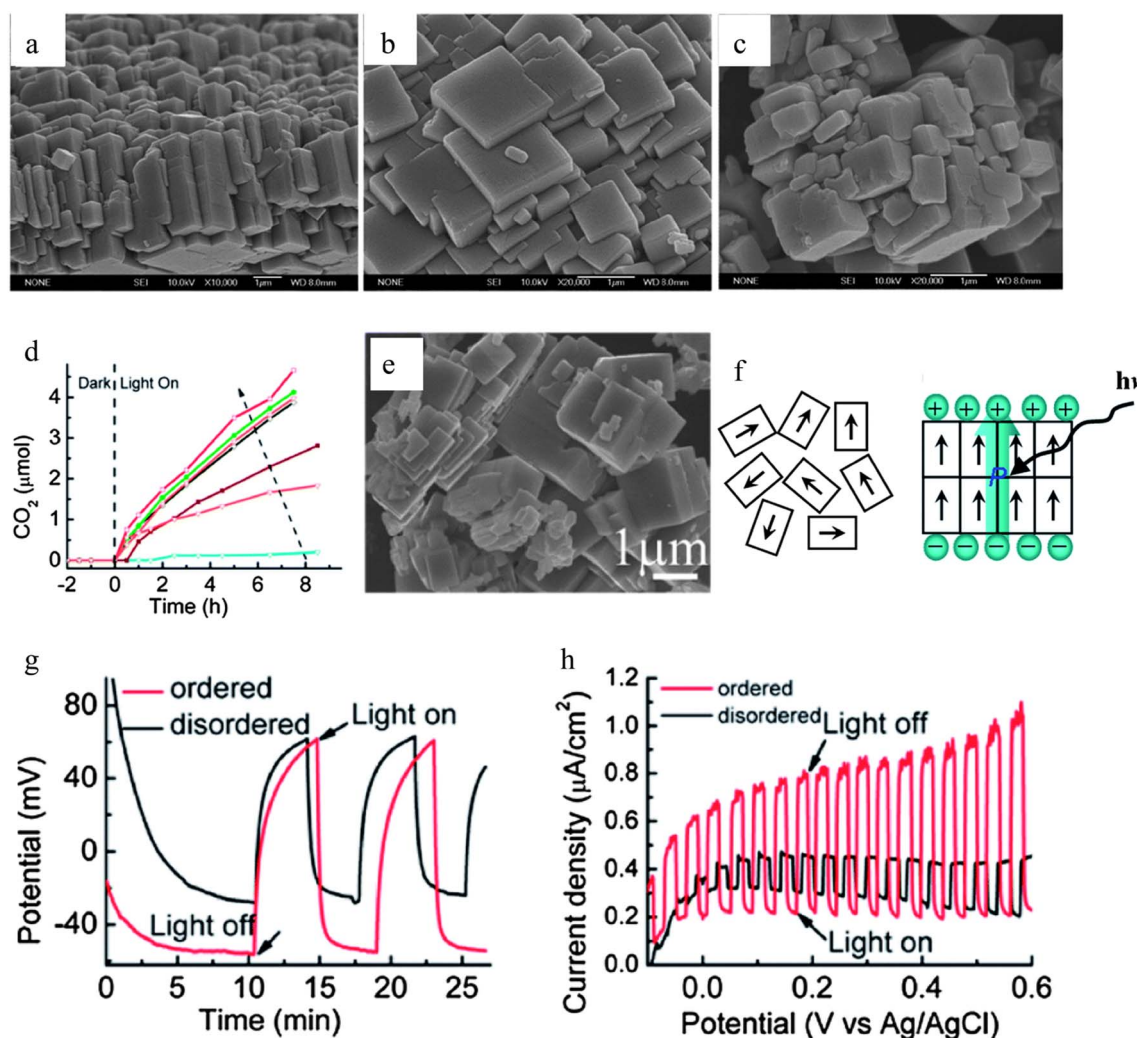 a
b
c
NONE SEI 10.0kV X10,000 1μm WD 8.0mm
NONE SEI 10.0kV X20,000 1μm WD 8.0mm
NONE SEI 10.0kV X20,000 1μm WD 8.0mm
d
Dark Light On
CO2 (μmol)
4
3
2
1
0
-2 0 2 4 6 8
Time (h)
e
1μm
f
hν
+ + + + +
P
− − − − −
g
ordered
disordered
Light on
Light off
Potential (mV)
80
40
0
-40
0 5 10 15 20 25
Time (min)
h
ordered
disordered
Light off
Light on
Current density (μA/cm²)
1.2
1.0
0.8
0.6
0.4
0.2
0.0
0.0 0.2 0.4 0.6
Potential (V vs Ag/AgCl)